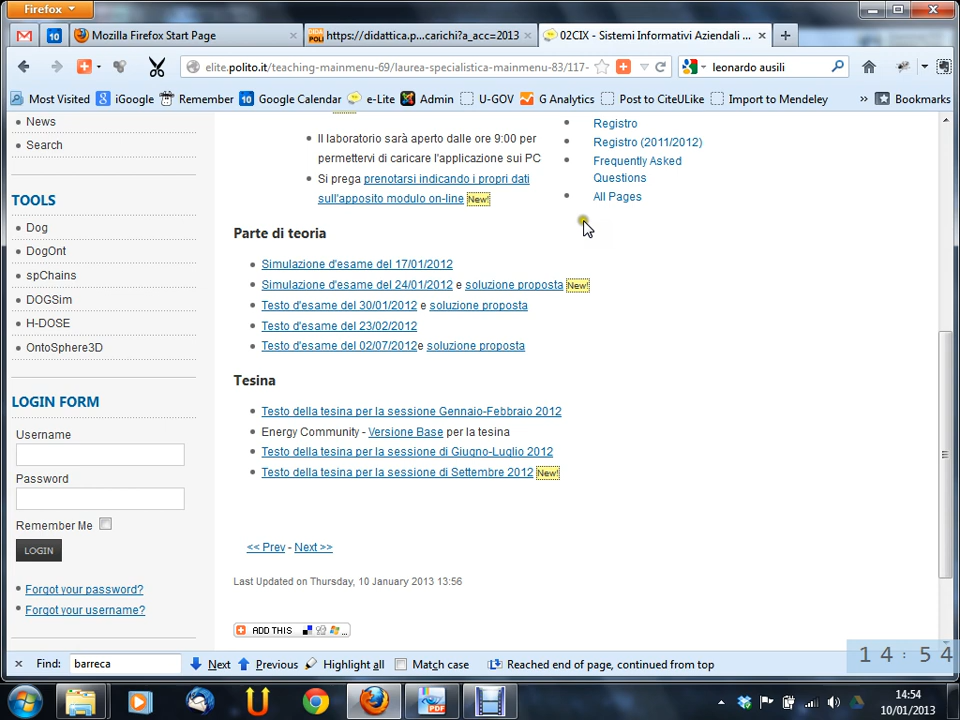 Firefox
10
Mozilla Firefox Start Page
DIDA POLI
https://didattica.p...carichi?a_acc=2013
02CIX - Sistemi Informativi Aziendali ...
elite.polito.it/teaching-mainmenu-69/laurea-specialistica-mainmenu-83/117-
leonardo ausili
Most Visited
iGoogle
Remember
10
Google Calendar
e-Lite
Admin
U-GOV
G Analytics
Post to CiteULike
Import to Mendeley
»
Bookmarks
News
Search
TOOLS
Dog
DogOnt
spChains
DOGSim
H-DOSE
OntoSphere3D
LOGIN FORM
Username
Password
Remember Me
LOGIN
Forgot your password?
Forgot your username?
Il laboratorio sarà aperto dalle ore 9:00 per
permettervi di caricare l'applicazione sui PC
Si prega prenotarsi indicando i propri dati
sull'apposito modulo on-line New!
Registro
Registro (2011/2012)
Frequently Asked
Questions
All Pages
Parte di teoria
Simulazione d'esame del 17/01/2012
Simulazione d'esame del 24/01/2012 e soluzione proposta New!
Testo d'esame del 30/01/2012 e soluzione proposta
Testo d'esame del 23/02/2012
Testo d'esame del 02/07/2012e soluzione proposta
Tesina
Testo della tesina per la sessione Gennaio-Febbraio 2012
Energy Community - Versione Base per la tesina
Testo della tesina per la sessione di Giugno-Luglio 2012
Testo della tesina per la sessione di Settembre 2012 New!
<< Prev - Next >>
Last Updated on Thursday, 10 January 2013 13:56
ADD THIS
14:54
Find: barreca
Next
Previous
Highlight all
Match case
Reached end of page, continued from top
PDF
14:54
10/01/2013